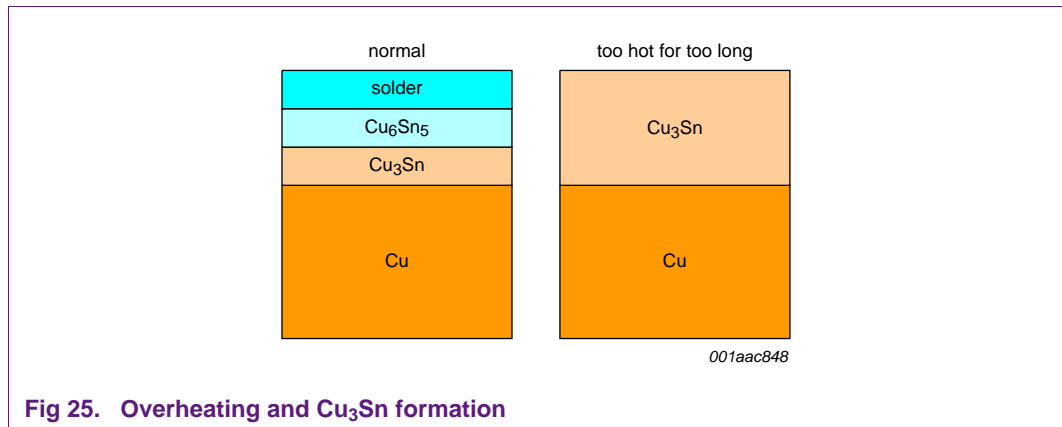 normal
too hot for too long
solder
Cu6Sn5
Cu3Sn
Cu
Cu3Sn
Cu
001aac848
Fig 25. Overheating and Cu3Sn formation